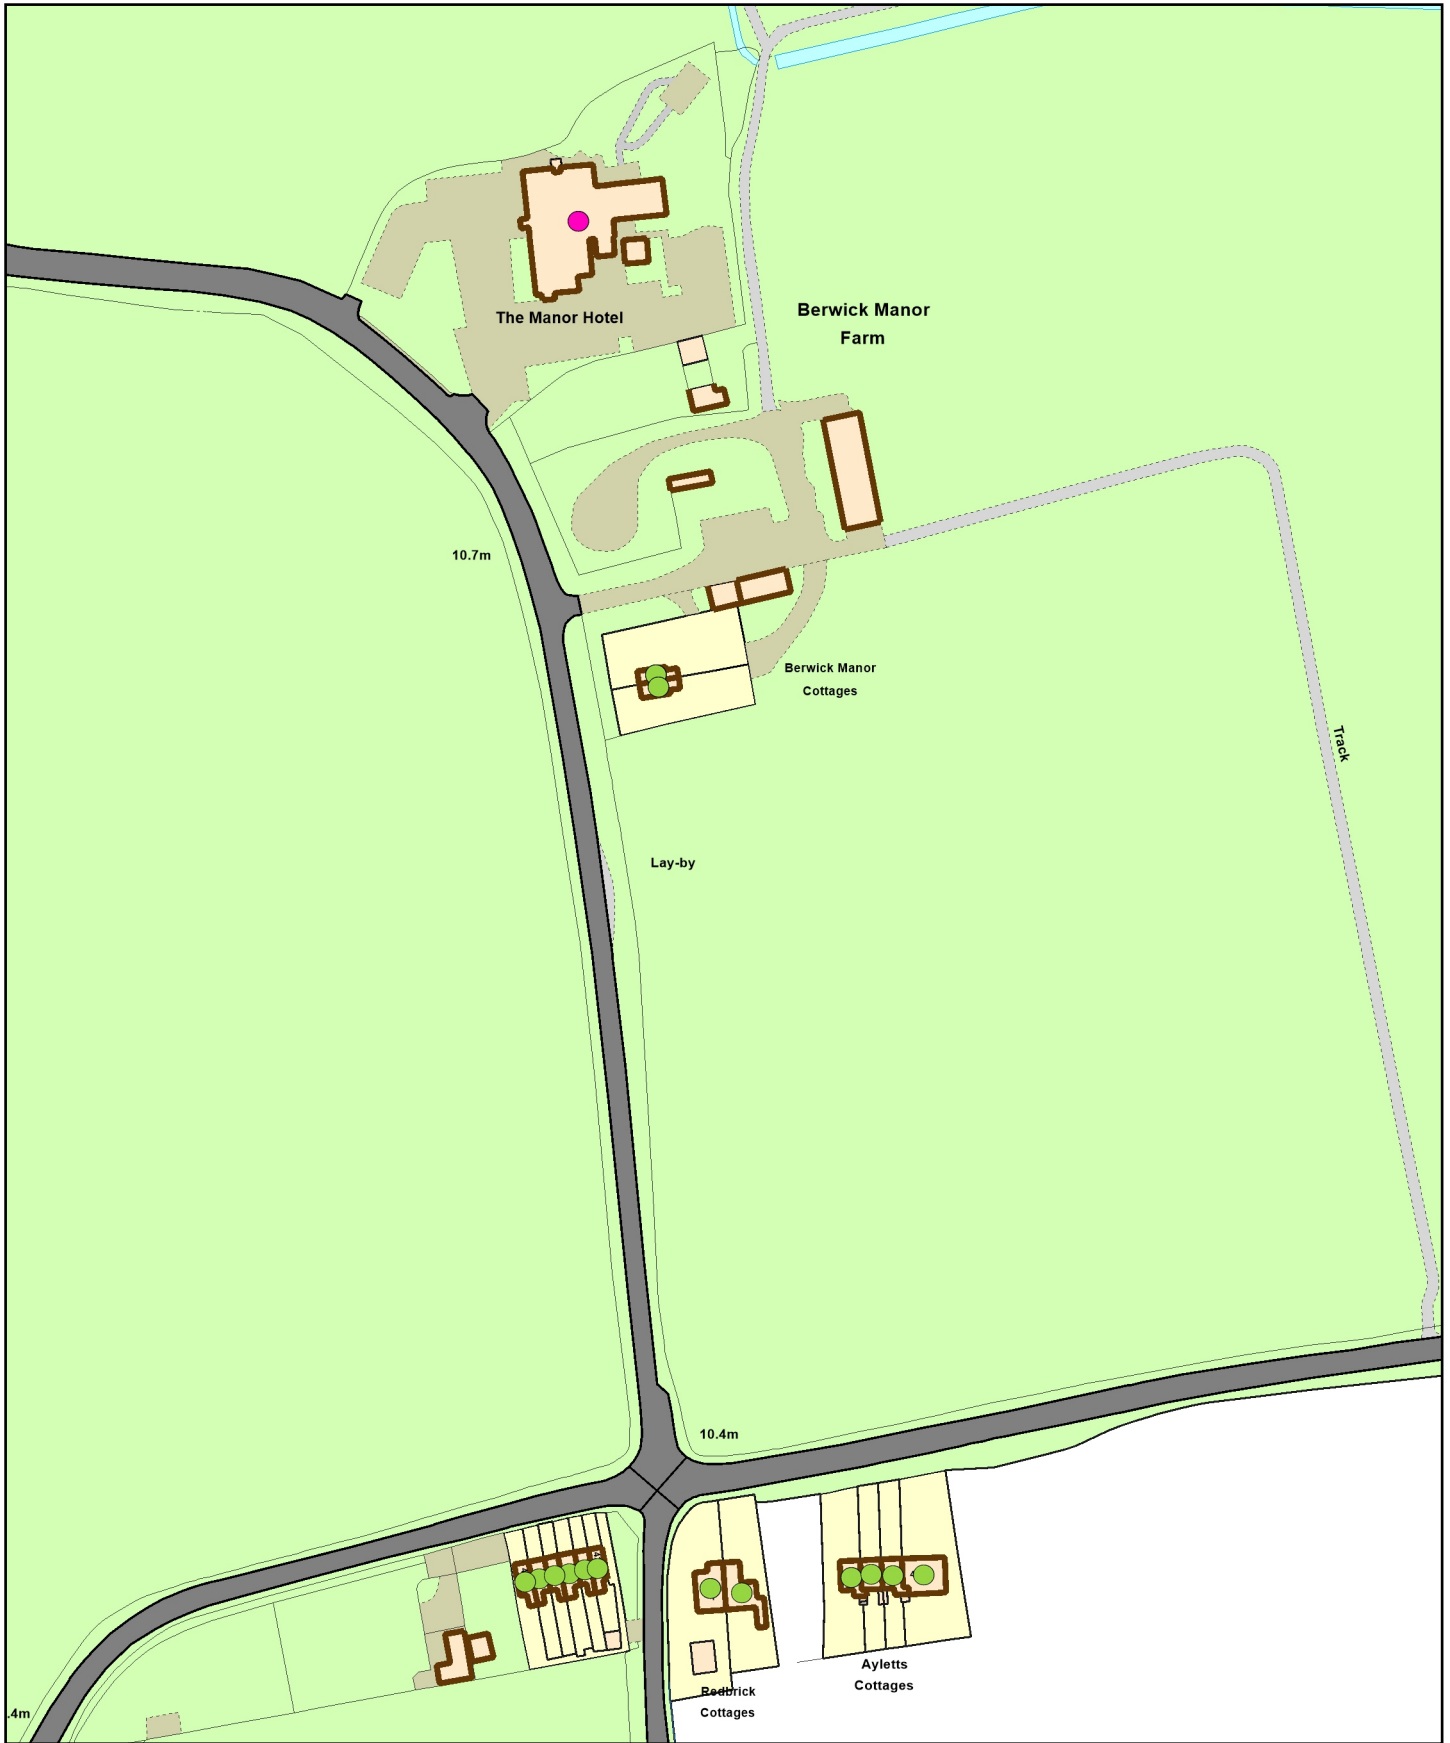 The Manor Hotel
Berwick Manor
Farm
10.7m
Berwick Manor
Cottages
Track
Lay-by
10.4m
Ayletts
Cottages
Redbrick
Cottages
.4m